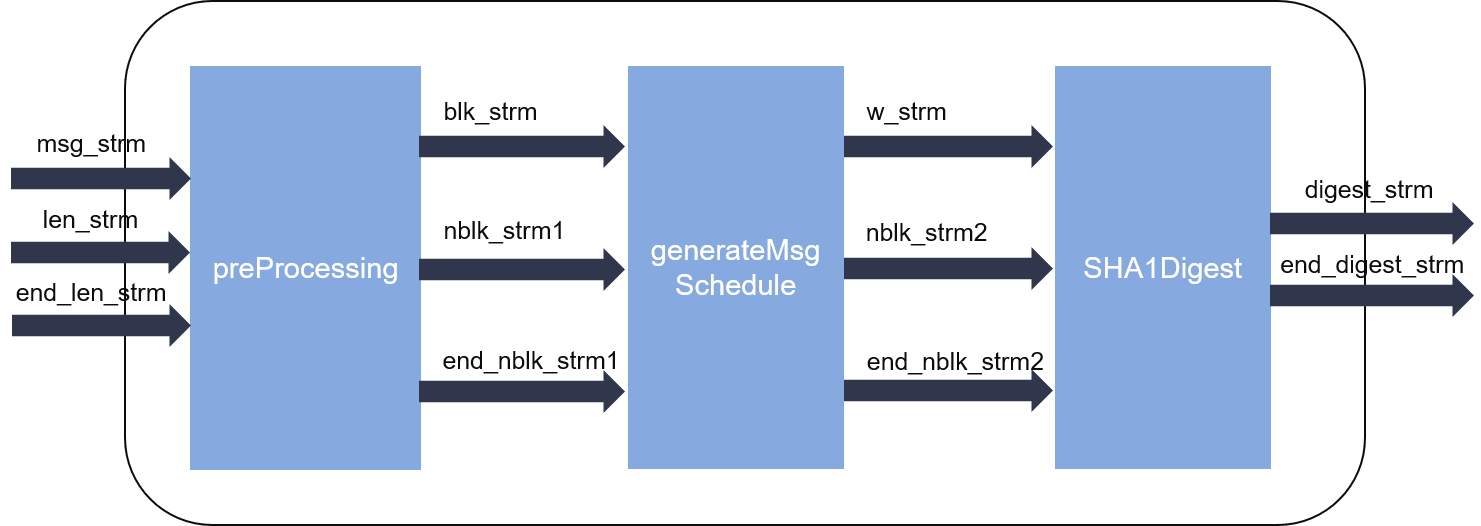 msg_strm
len_strm
end_len_strm
preProcessing
blk_strm
nblk_strm1
end_nblk_strm1
generateMsg
Schedule
w_strm
nblk_strm2
end_nblk_strm2
SHA1Digest
digest_strm
end_digest_strm